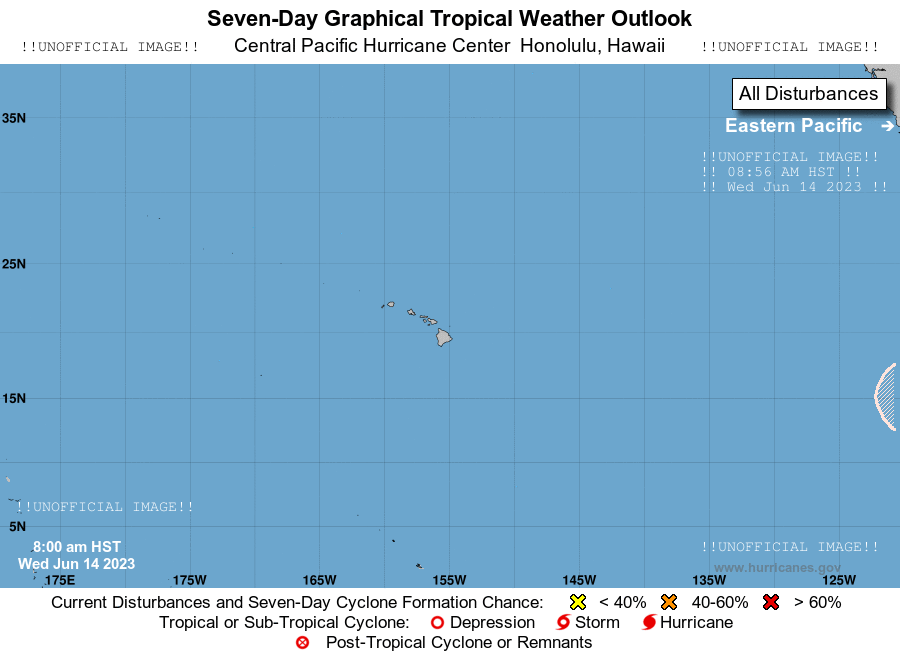 Seven-Day Graphical Tropical Weather Outlook
!!UNOFFICIAL IMAGE!! Central Pacific Hurricane Center Honolulu, Hawaii !!UNOFFICIAL IMAGE!!
All Disturbances
35N
Eastern Pacific →
!!UNOFFICIAL IMAGE!!
!! 08:56 AM HST !!
!! Wed Jun 14 2023 !!
25N
15N
!!UNOFFICIAL IMAGE!!
5N
8:00 am HST
Wed Jun 14 2023
!!UNOFFICIAL IMAGE!!
www.hurricanes.gov
175E 175W 165W 155W 145W 135W 125W
Current Disturbances and Seven-Day Cyclone Formation Chance: < 40% 40-60% > 60%
Tropical or Sub-Tropical Cyclone: Depression Storm Hurricane
Post-Tropical Cyclone or Remnants